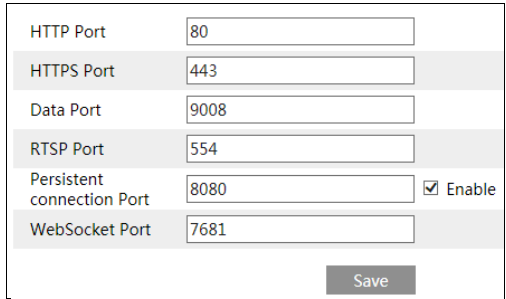 HTTP Port 80
HTTPS Port 443
Data Port 9008
RTSP Port 554
Persistent
connection Port 8080 Enable
WebSocket Port 7681
Save